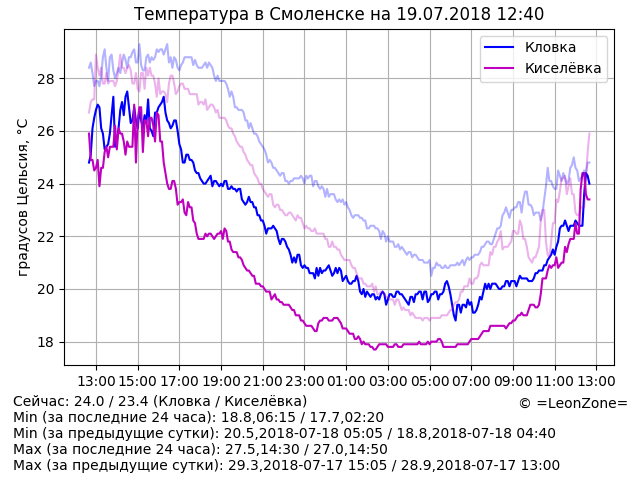 Температура в Смоленске на 19.07.2018 12:40
Кловка
Киселёвка
градусов Цельсия, °C
28
26
24
22
20
18
13:00 15:00 17:00 19:00 21:00 23:00 01:00 03:00 05:00 07:00 09:00 11:00 13:00
Сейчас: 24.0 / 23.4 (Кловка / Киселёвка)
© =LeonZone=
Min (за последние 24 часа): 18.8,06:15 / 17.7,02:20
Min (за предыдущие сутки): 20.5,2018-07-18 05:05 / 18.8,2018-07-18 04:40
Max (за последние 24 часа): 27.5,14:30 / 27.0,14:50
Max (за предыдущие сутки): 29.3,2018-07-17 15:05 / 28.9,2018-07-17 13:00